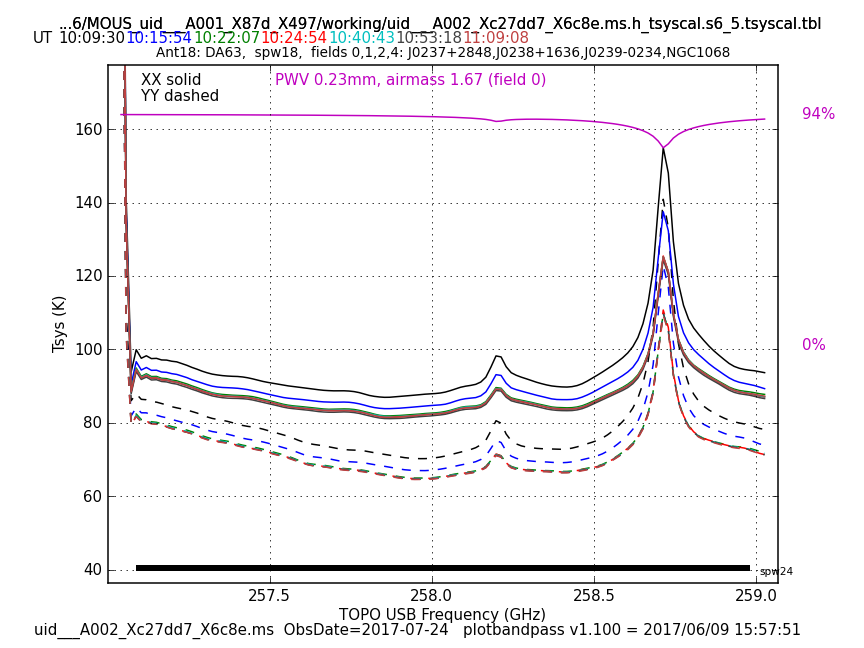 ...6/MOUS_uid___A001_X87d_X497/working/uid___A002_Xc27dd7_X6c8e.ms.h_tsyscal.s6_5.tsyscal.tbl
UT 10:09:30 10:15:54 10:22:07 10:24:54 10:40:43 10:53:18 11:09:08
Ant18: DA63, spw18, fields 0,1,2,4: J0237+2848,J0238+1636,J0239-0234,NGC1068
XX solid
PWV 0.23mm, airmass 1.67 (field 0)
YY dashed
94%
0%
160
140
120
100
80
60
40
Tsys (K)
spw24
257.5 258.0 258.5 259.0
TOPO USB Frequency (GHz)
uid___A002_Xc27dd7_X6c8e.ms ObsDate=2017-07-24 plotbandpass v1.100 = 2017/06/09 15:57:51